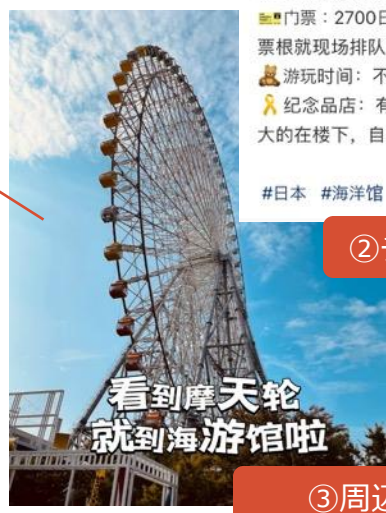 门票：2700日
票根就现场排队
游玩时间：不
纪念品店：有
大的在楼下，自
#日本 #海洋馆
②
看到摩天轮
就到海游馆啦
③周边